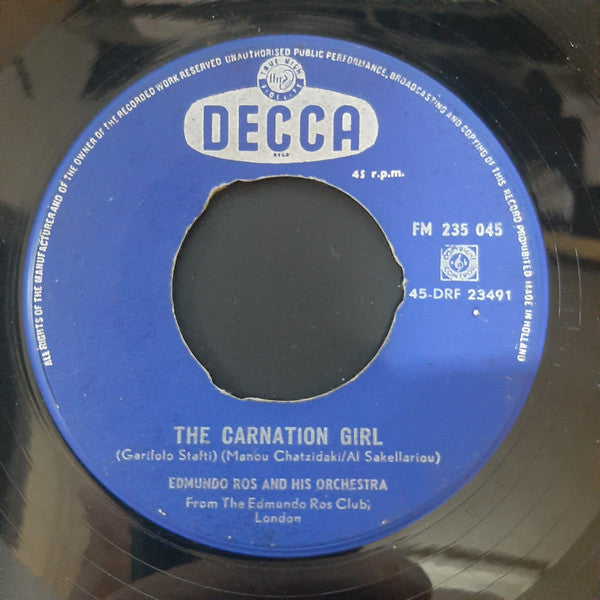 ALL RIGHTS OF THE MANUFACTURER AND OF THE OWNER OF THE RECORDED WORK RESERVED UNAUTHORISED PUBLIC PERFORMANCE, BROADCASTING AND COPYING OF THIS RECORD PROHIBITED MADE IN HOLLAND
ffrr
DECCA
REGD
45 r.p.m.
FM 235 045
45-DRF 23491
THE CARNATION GIRL
(Garifolo Stafti) (Manou Chatzidaki/Al Sakellariou)
EDMUNDO ROS AND HIS ORCHESTRA
From The Edmundo Ros Club,
London